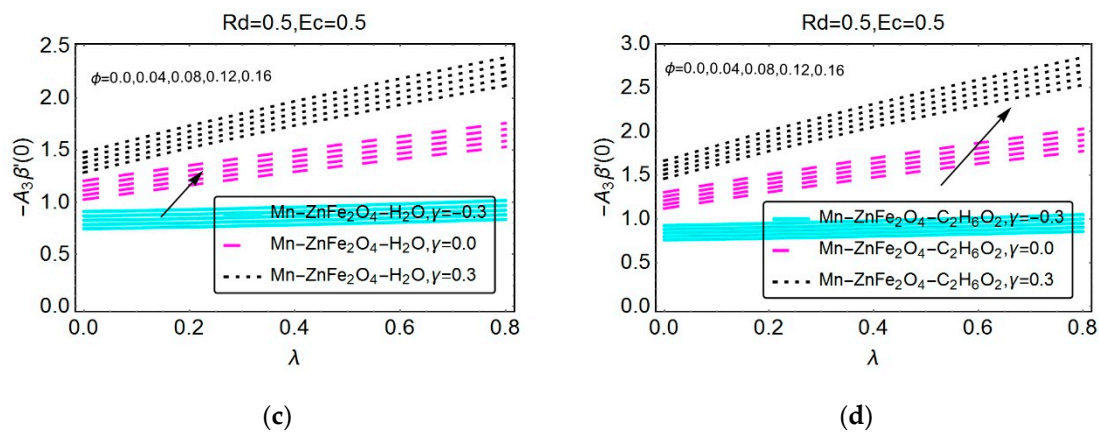 Rd=0.5,Ec=0.5
2.5
2.0
1.5
1.0
0.5
0.0
−A₃β′(0)
ϕ=0.0,0.04,0.08,0.12,0.16
Mn−ZnFe₂O₄−H₂O,γ=−0.3
Mn−ZnFe₂O₄−H₂O,γ=0.0
Mn−ZnFe₂O₄−H₂O,γ=0.3
0.0 0.2 0.4 0.6 0.8
λ
(c)
Rd=0.5,Ec=0.5
3.0
2.5
2.0
1.5
1.0
0.5
0.0
−A₃β′(0)
ϕ=0.0,0.04,0.08,0.12,0.16
Mn−ZnFe₂O₄−C₂H₆O₂,γ=−0.3
Mn−ZnFe₂O₄−C₂H₆O₂,γ=0.0
Mn−ZnFe₂O₄−C₂H₆O₂,γ=0.3
0.0 0.2 0.4 0.6 0.8
λ
(d)